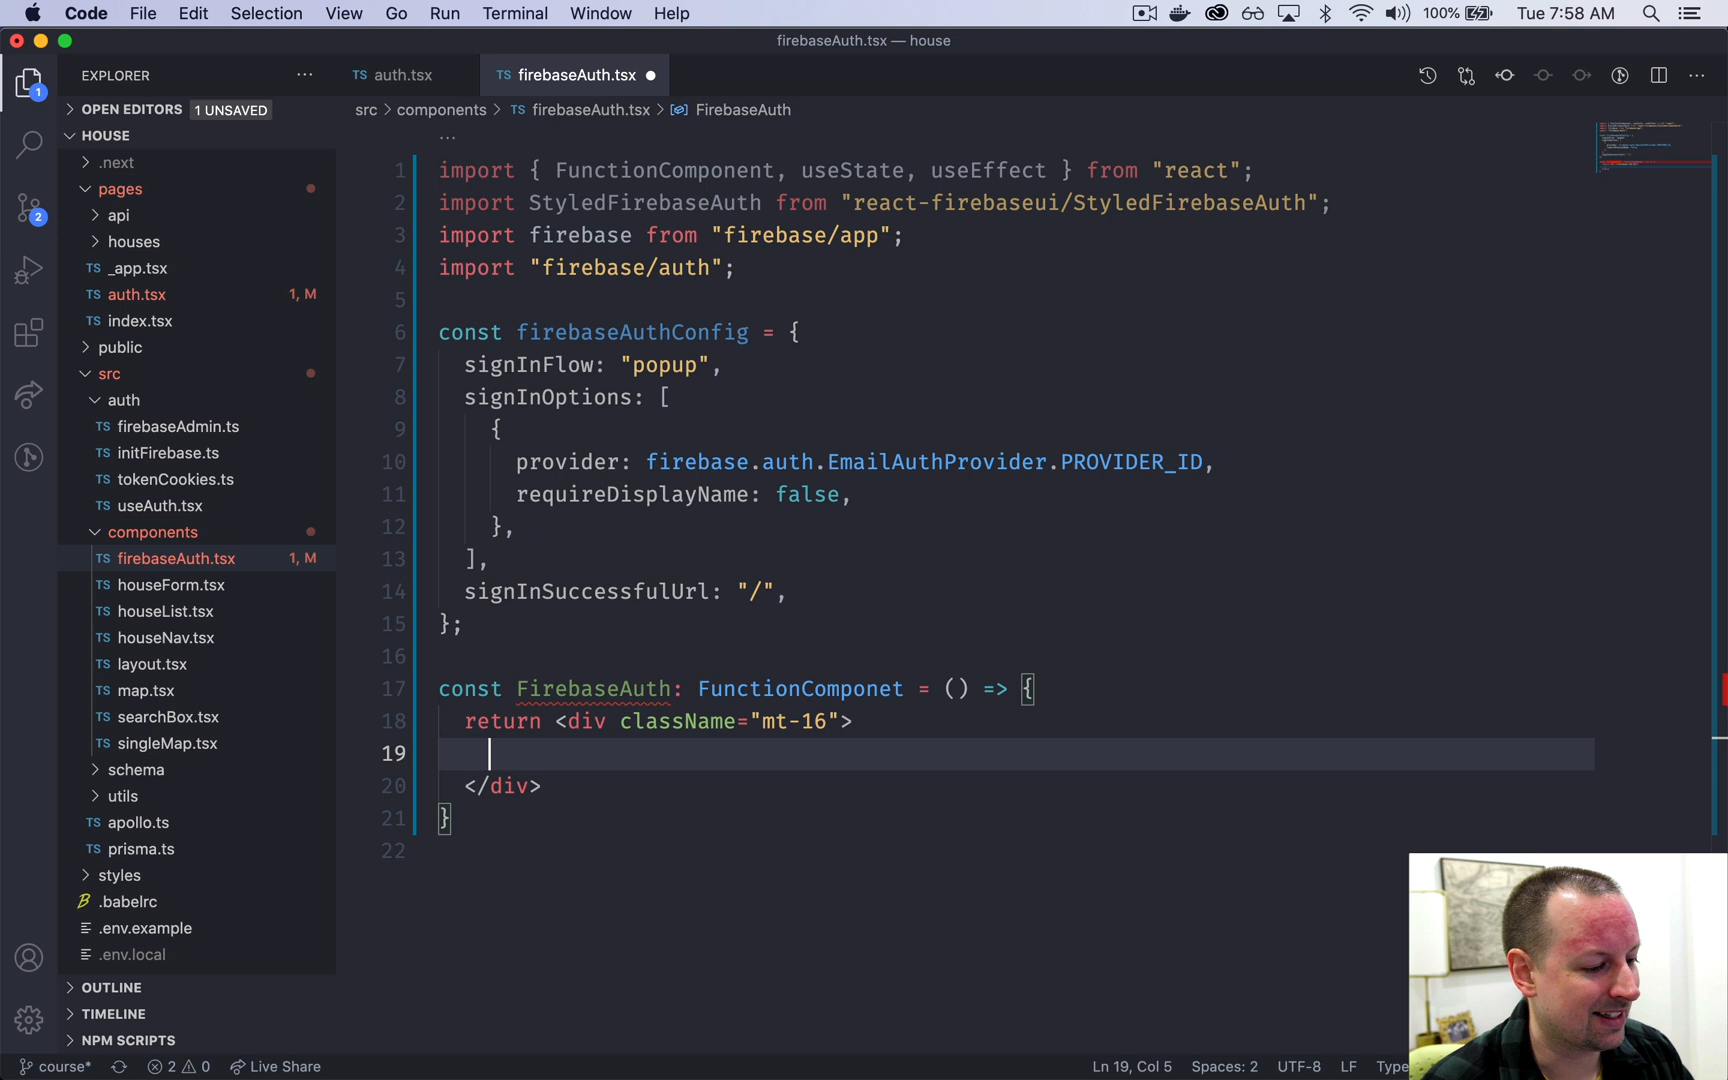 Code File Edit Selection View Go Run Terminal Window Help
100% Tue 7:58 AM
firebaseAuth.tsx — house
EXPLORER
TS auth.tsx
TS firebaseAuth.tsx
OPEN EDITORS 1 UNSAVED
src > components > TS firebaseAuth.tsx > FirebaseAuth
HOUSE
.next
pages
api
houses
TS _app.tsx
TS auth.tsx 1, M
TS index.tsx
public
src
auth
TS firebaseAdmin.ts
TS initFirebase.ts
TS tokenCookies.ts
TS useAuth.tsx
components
TS firebaseAuth.tsx 1, M
TS houseForm.tsx
TS houseList.tsx
TS houseNav.tsx
TS layout.tsx
TS map.tsx
TS searchBox.tsx
TS singleMap.tsx
schema
utils
TS apollo.ts
TS prisma.ts
styles
.babelrc
.env.example
.env.local
OUTLINE
TIMELINE
NPM SCRIPTS
1
2
...
1 import { FunctionComponent, useState, useEffect } from "react";
2 import StyledFirebaseAuth from "react-firebaseui/StyledFirebaseAuth";
3 import firebase from "firebase/app";
4 import "firebase/auth";
5
6 const firebaseAuthConfig = {
7 signInFlow: "popup",
8 signInOptions: [
9 {
10 provider: firebase.auth.EmailAuthProvider.PROVIDER_ID,
11 requireDisplayName: false,
12 },
13 ],
14 signInSuccessfulUrl: "/",
15 };
16
17 const FirebaseAuth: FunctionComponet = () => {
18 return <div className="mt-16">
19
20 </div>
21 }
22
course* 2 0 Live Share
Ln 19, Col 5 Spaces: 2 UTF-8 LF Type